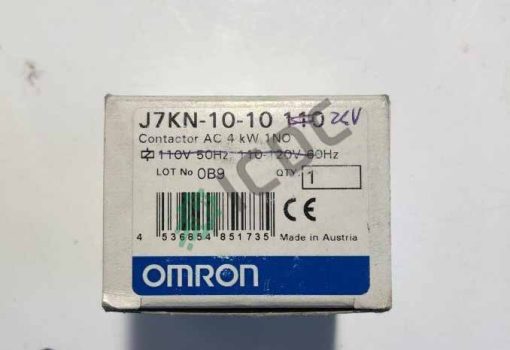 J7KN-10-10 110 24V
Contactor AC 4 kW 1NO
110V 50Hz, 110-120V 60Hz
LOT No 0B9 QTY. 1
4 536854 851735
CE
Made in Austria
OMRON
ICDC